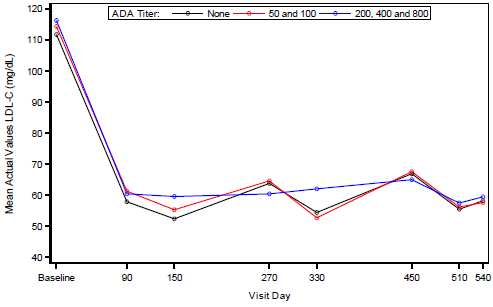 ADA Titer: None 50 and 100 200, 400 and 800
120
110
100
90
80
70
60
50
40
Mean Actual Values LDL-C (mg/dL)
Baseline 90 150 270 330 450 510 540
Visit Day